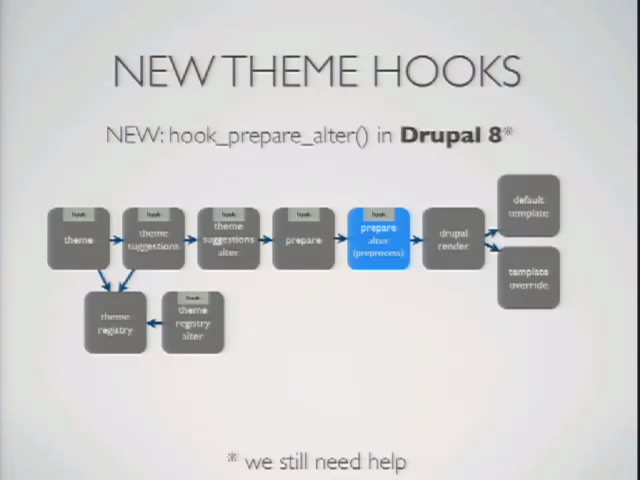 NEW THEME HOOKS
NEW: hook_prepare_alter() in Drupal 8*
hook
theme
hook
theme
suggestions
hook
theme
suggestions
alter
hook
prepare
hook
prepare
alter
(preprocess)
drupal
render
default
template
template
override
theme
registry
hook
theme
registry
alter
* we still need help